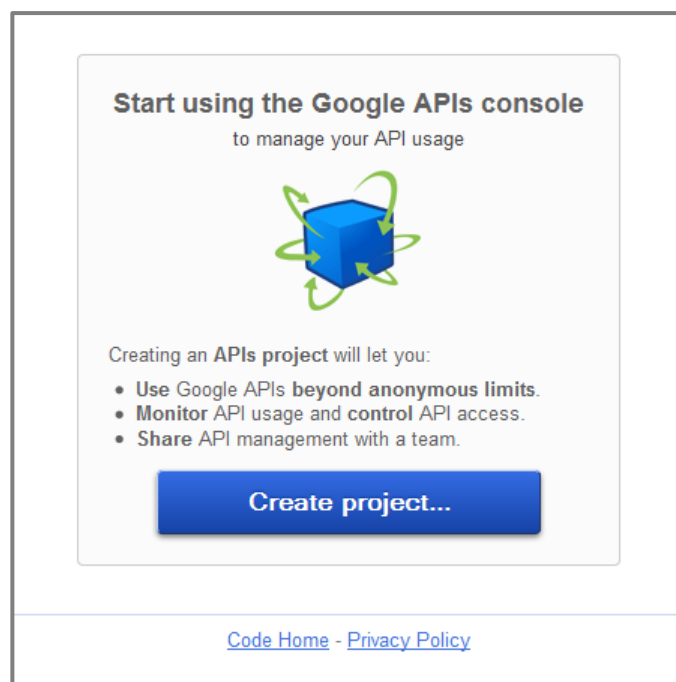 Start using the Google APIs console
to manage your API usage
Creating an APIs project will let you:
• Use Google APIs beyond anonymous limits.
• Monitor API usage and control API access.
• Share API management with a team.
Create project...
Code Home - Privacy Policy